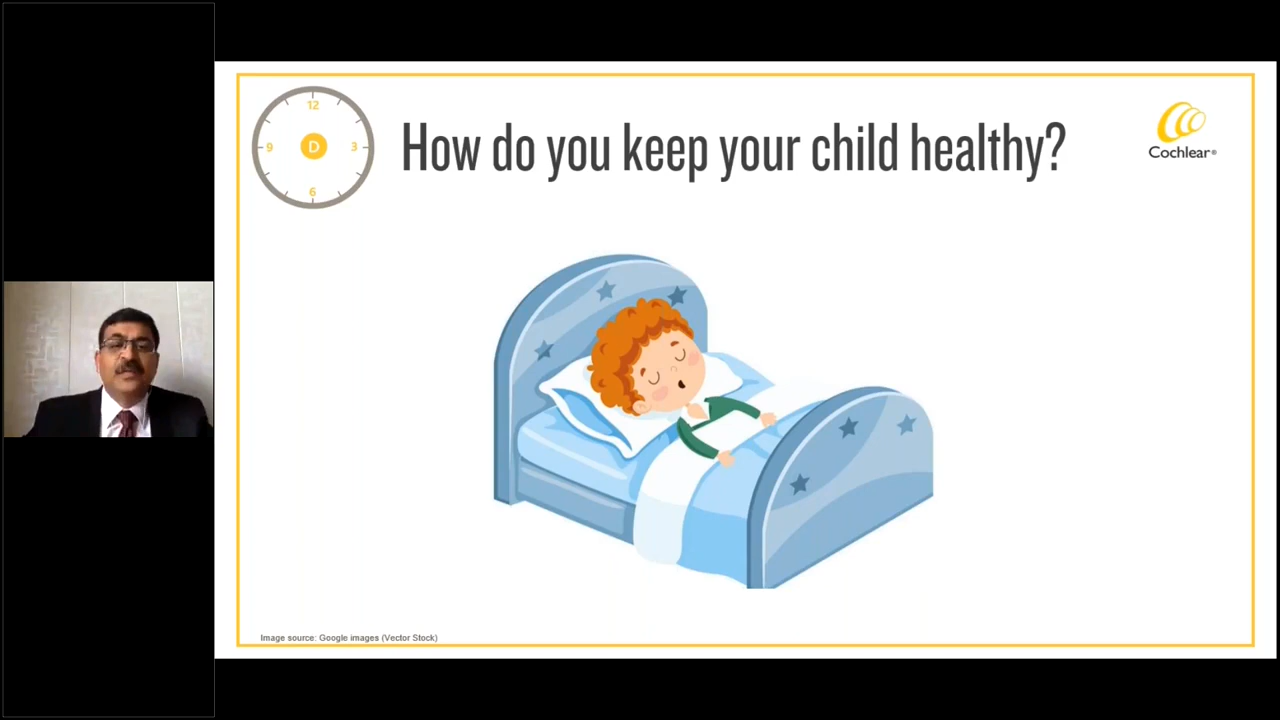 12
9
D
3
6
How do you keep your child healthy?
Cochlear®
Image source: Google images (Vector Stock)